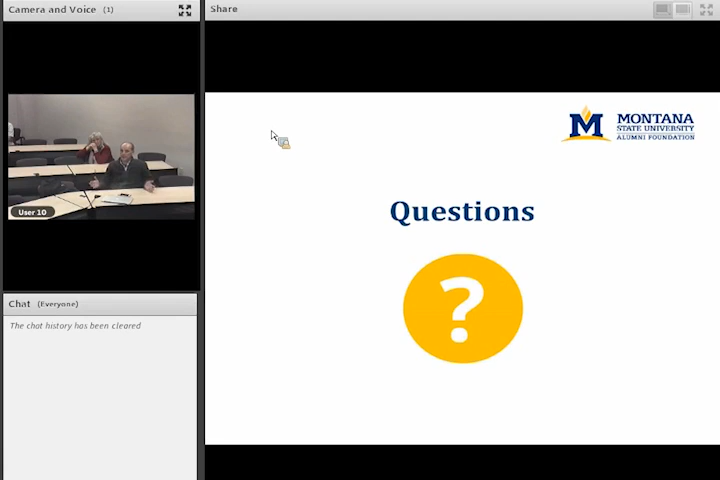 Camera and Voice (1)
Share
MONTANA
STATE UNIVERSITY
ALUMNI FOUNDATION
M
Questions
?
User 10
Chat (Everyone)
The chat history has been cleared